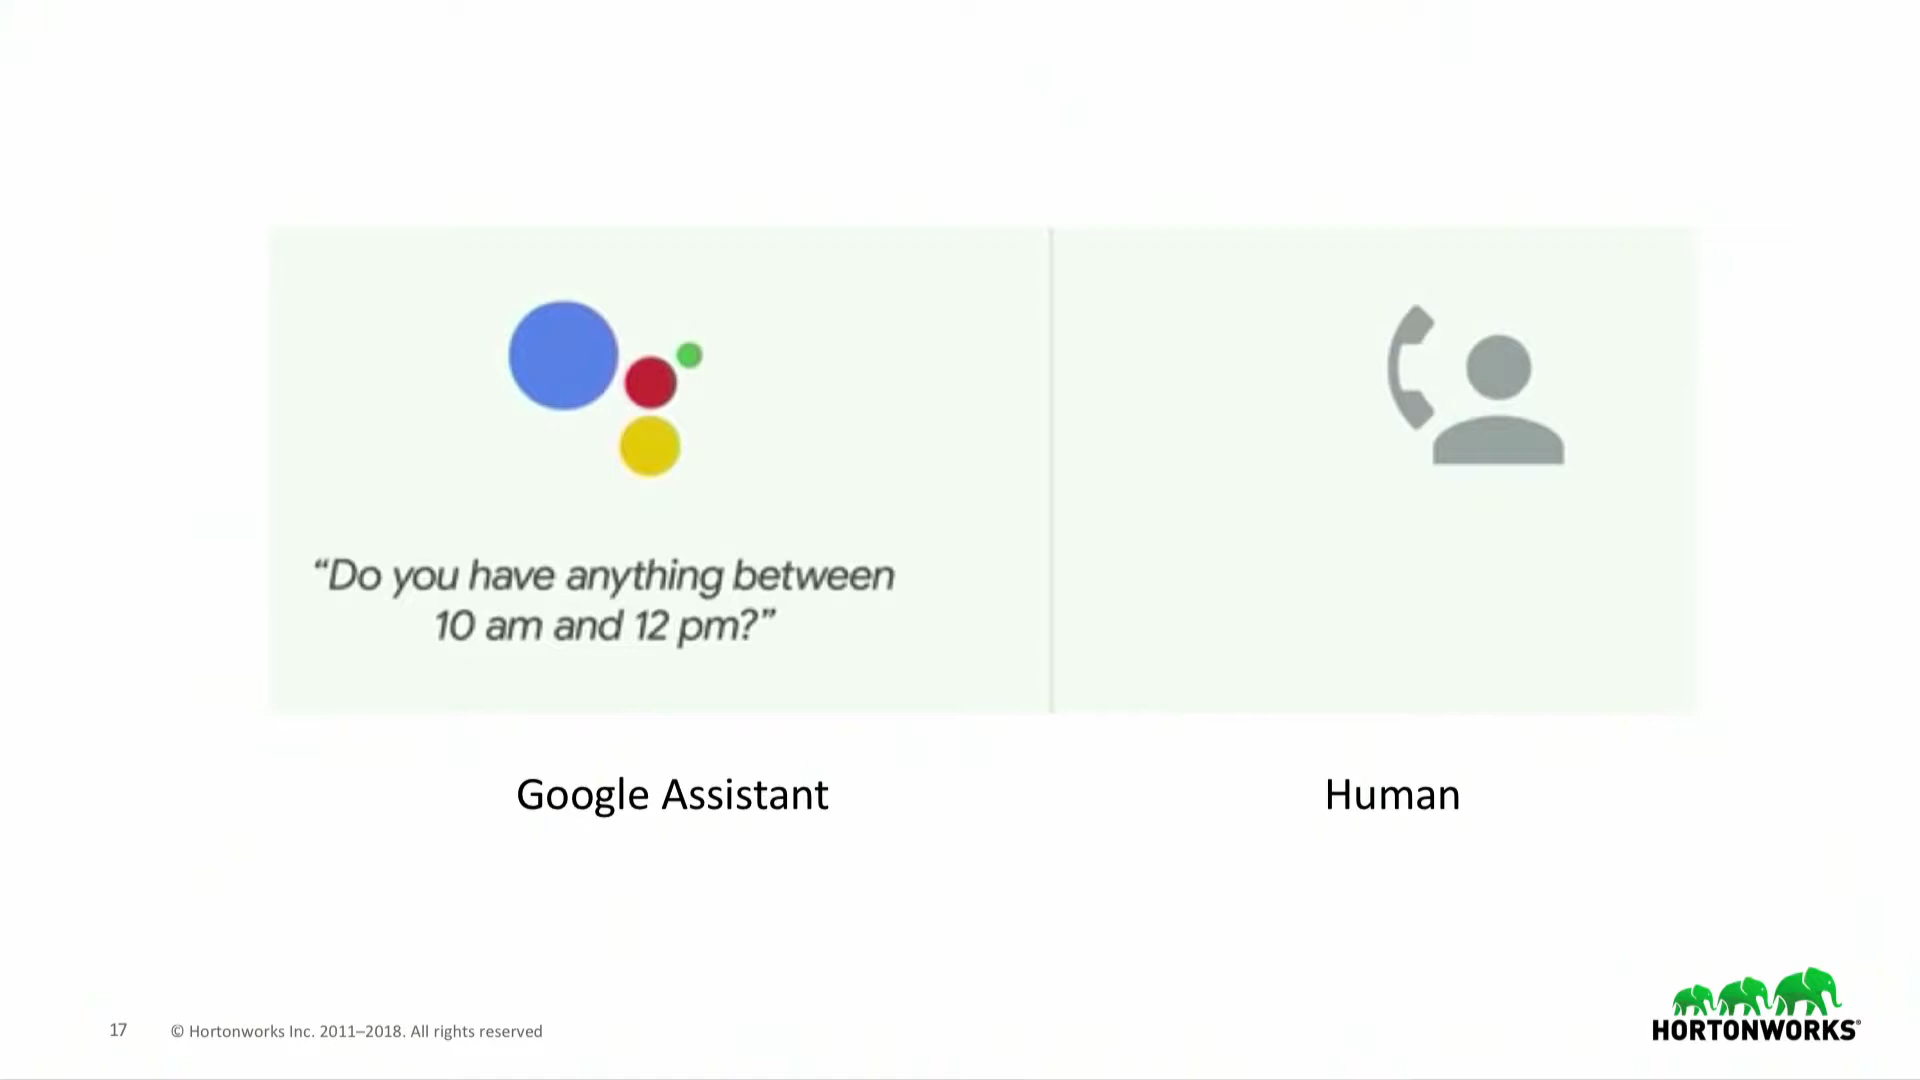 “Do you have anything between
10 am and 12 pm?”
Google Assistant
Human
17
© Hortonworks Inc. 2011–2018. All rights reserved
HORTONWORKS®